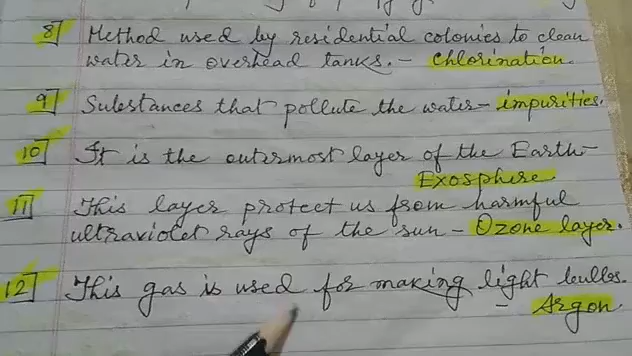 8] Method used by residential colonies to clean
water in overhead tanks. - Chlorination.
9] Substances that pollute the water - impurities.
10] It is the outermost layer of the Earth -
Exosphere
11] This layer protect us from harmful
ultraviolet rays of the sun - Ozone layer.
12] This gas is used for making light bulbs.
- Argon.